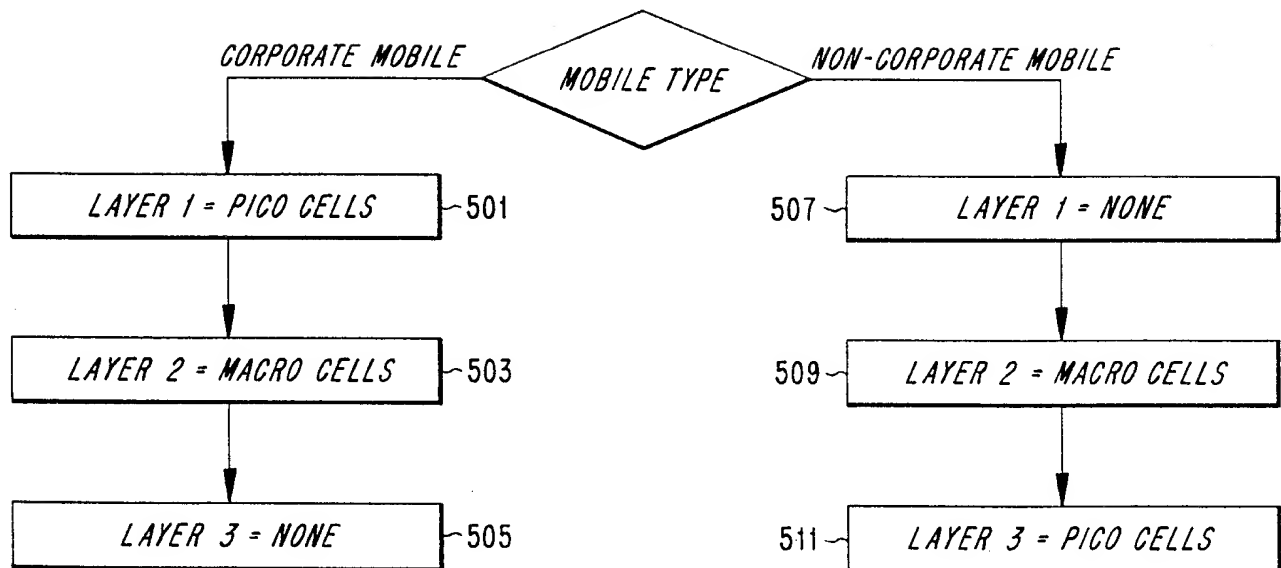 CORPORATE MOBILE
MOBILE TYPE
NON-CORPORATE MOBILE
LAYER 1 = PICO CELLS
501
507
LAYER 1 = NONE
LAYER 2 = MACRO CELLS
503
509
LAYER 2 = MACRO CELLS
LAYER 3 = NONE
505
511
LAYER 3 = PICO CELLS